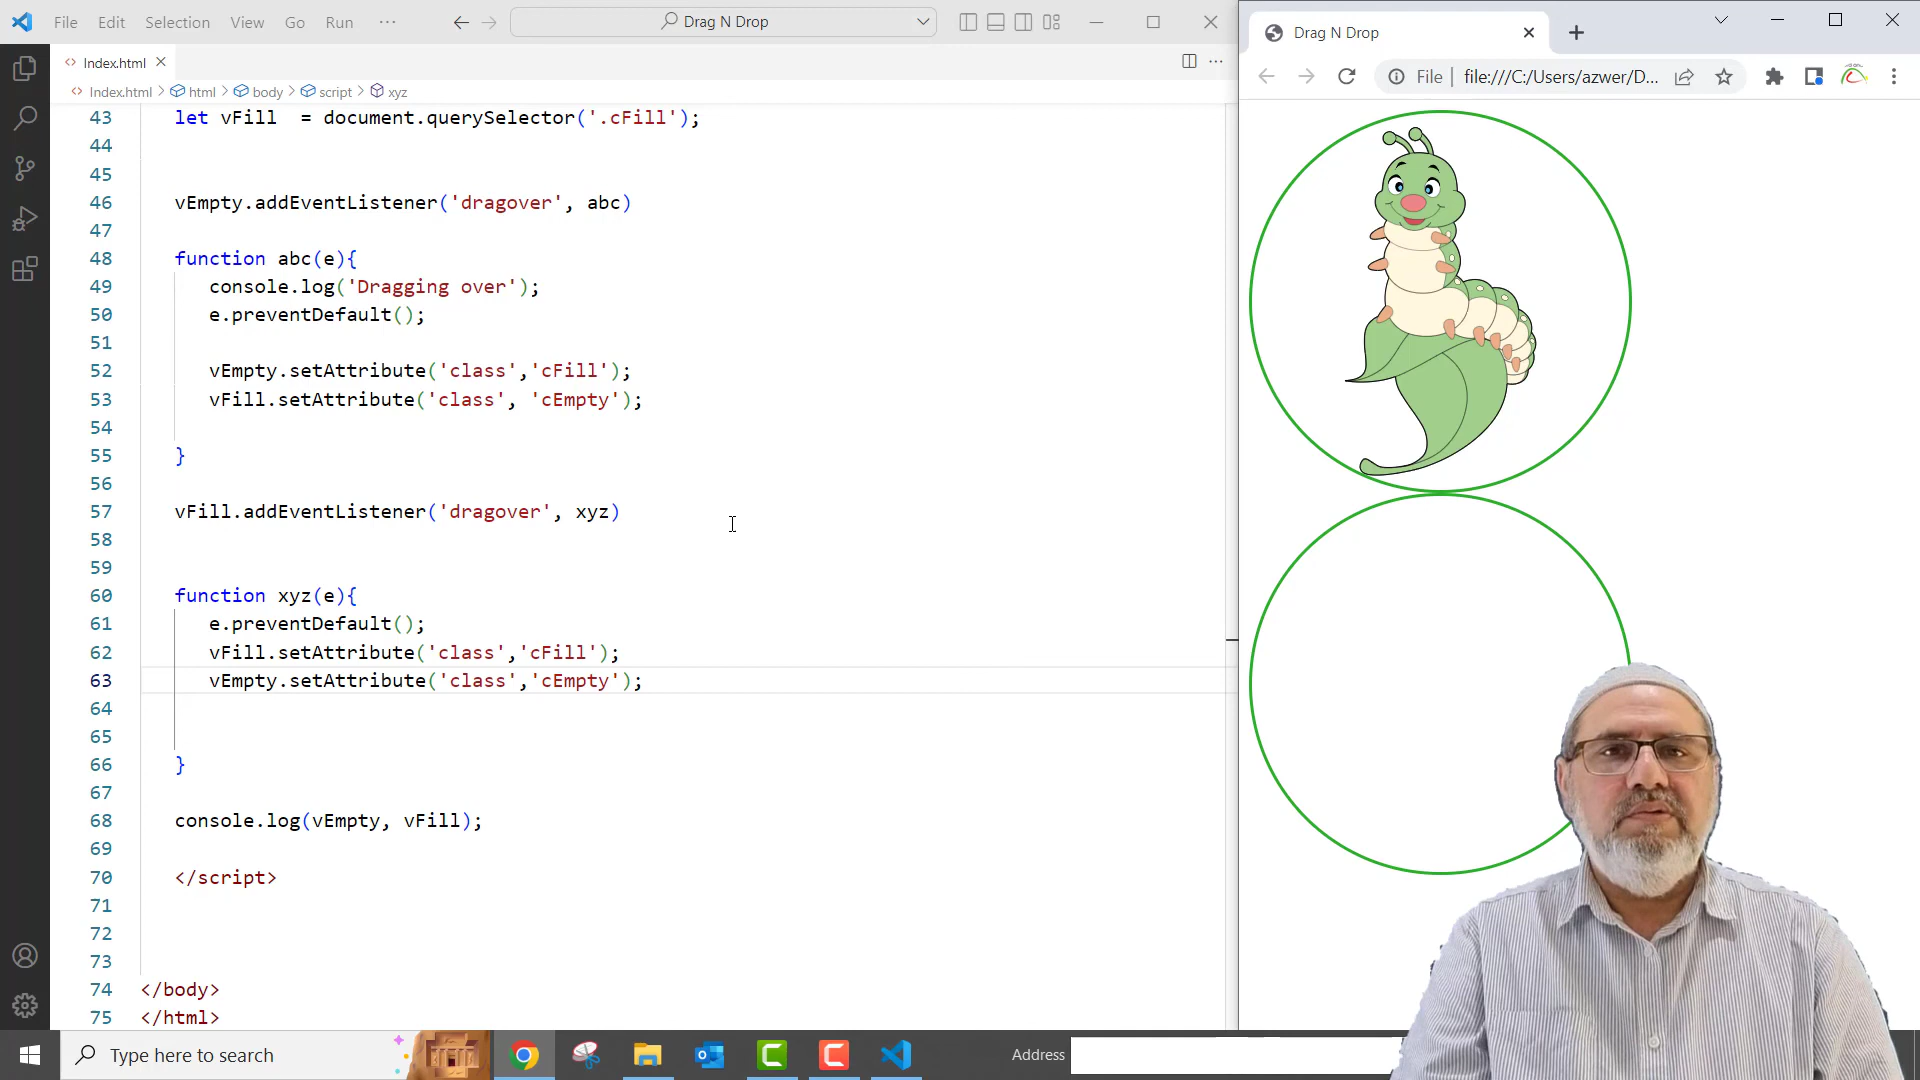 File Edit Selection View Go Run ··· Drag N Drop
Index.html
Index.html > html > body > script > xyz
43 let vFill = document.querySelector('.cFill');
44
45
46 vEmpty.addEventListener('dragover', abc)
47
48 function abc(e){
49 console.log('Dragging over');
50 e.preventDefault();
51
52 vEmpty.setAttribute('class','cFill');
53 vFill.setAttribute('class', 'cEmpty');
54
55 }
56
57 vFill.addEventListener('dragover', xyz)
58
59
60 function xyz(e){
61 e.preventDefault();
62 vFill.setAttribute('class','cFill');
63 vEmpty.setAttribute('class','cEmpty');
64
65
66 }
67
68 console.log(vEmpty, vFill);
69
70 </script>
71
72
73
74 </body>
75 </html>
Drag N Drop
File file:///C:/Users/azwer/D...
Type here to search
Address